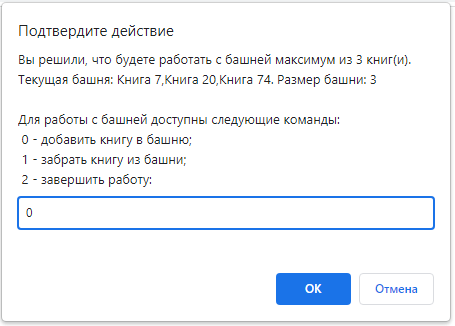 Подтвердите действие
Вы решили, что будете работать с башней максимум из 3 книг(и).
Текущая башня: Книга 7,Книга 20,Книга 74. Размер башни: 3
Для работы с башней доступны следующие команды:
0 - добавить книгу в башню;
1 - забрать книгу из башни;
2 - завершить работу:
0
ОК
Отмена